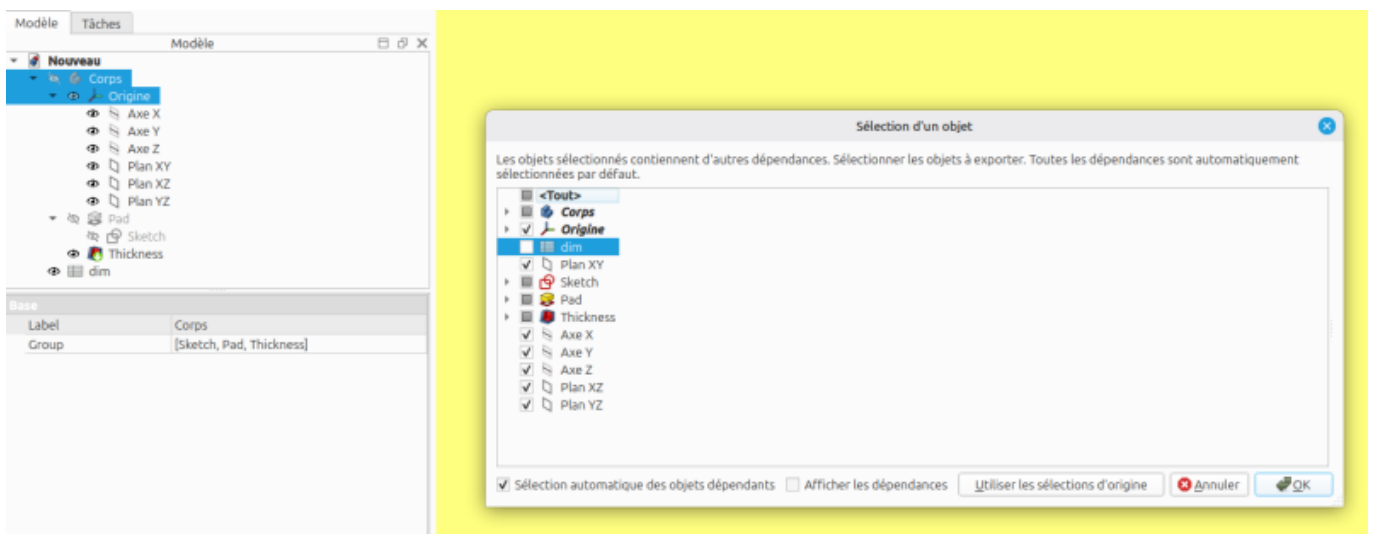 Modèle
Tâches
Modèle
Nouveau
Corps
Origine
Axe X
Axe Y
Axe Z
Plan XY
Plan XZ
Plan YZ
Pad
Sketch
Thickness
dim
Base
Label Corps
Group [Sketch, Pad, Thickness]
Sélection d'un objet
Les objets sélectionnés contiennent d'autres dépendances. Sélectionner les objets à exporter. Toutes les dépendances sont automatiquement
sélectionnées par défaut.
<Tout>
Corps
Origine
dim
Plan XY
Sketch
Pad
Thickness
Axe X
Axe Y
Axe Z
Plan XZ
Plan YZ
Sélection automatique des objets dépendants Afficher les dépendances Utiliser les sélections d'origine Annuler OK